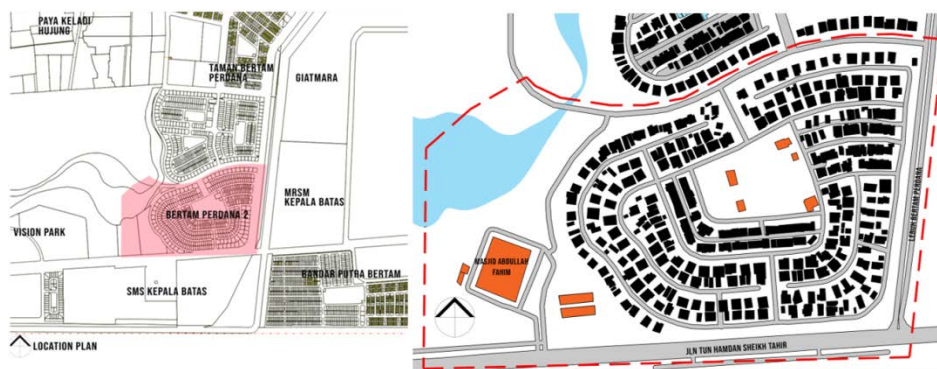 PAYA KELADI
HUJUNG
TAMAN BERTAM
PERDANA
GIATMARA
MRSM
KEPALA BATAS
BERTAM PERDANA 2
VISION PARK
BANDAR PUTRA BERTAM
SMS KEPALA BATAS
LOCATION PLAN
LEBUH BERTAM PERDANA
MASJID ABDULLAH
FAHIM
JLN TUN HAMDAN SHEIKH TAHIR